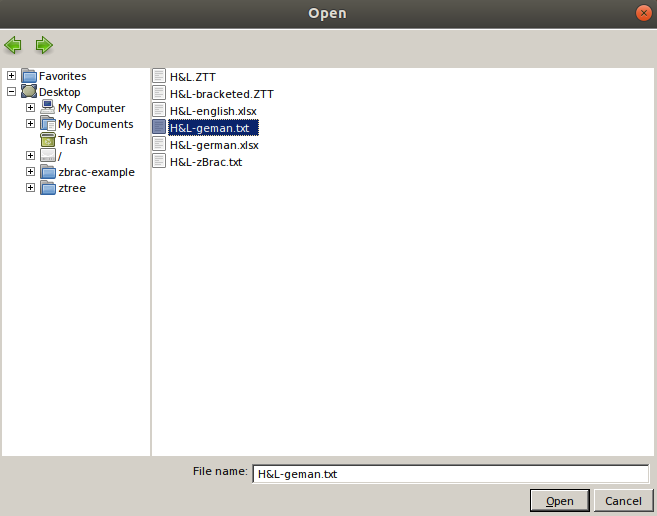 Open
Favorites
Desktop
My Computer
My Documents
Trash
/
zbrac-example
ztree
H&L.ZTT
H&L-bracketed.ZTT
H&L-english.xlsx
H&L-geman.txt
H&L-german.xlsx
H&L-zBrac.txt
File name: H&L-geman.txt
Open Cancel